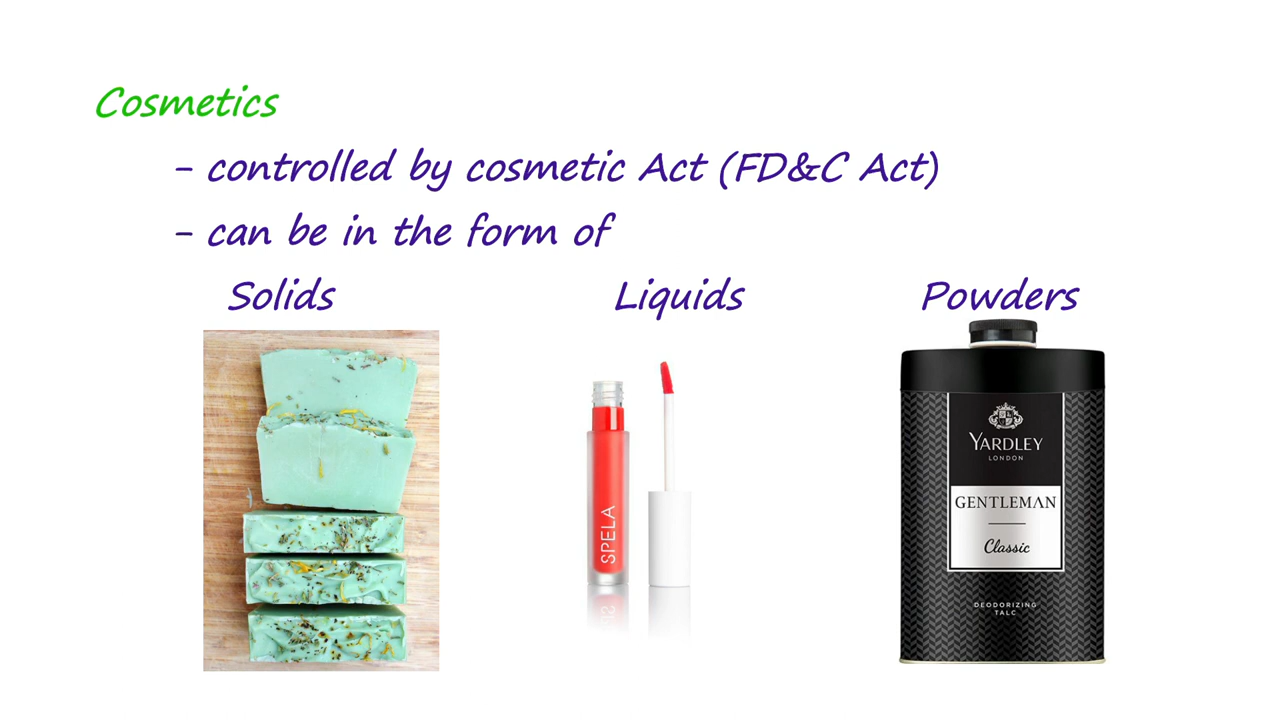 Cosmetics
- controlled by cosmetic Act (FD&C Act)
- can be in the form of
Solids Liquids Powders
SPELA
YARDLEY
LONDON
GENTLEMAN
Classic
DEODORIZING
TALC